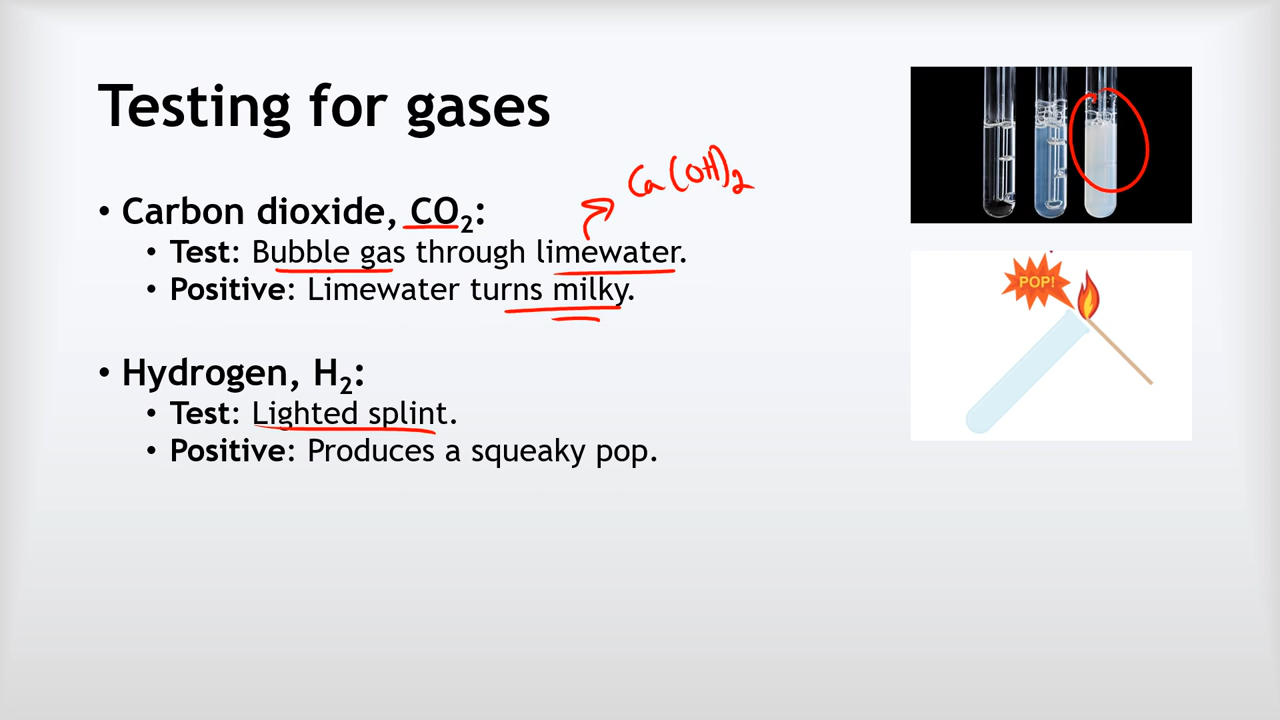 Testing for gases
Ca(OH)2
• Carbon dioxide, CO2:
• Test: Bubble gas through limewater.
• Positive: Limewater turns milky.
• Hydrogen, H2:
• Test: Lighted splint.
• Positive: Produces a squeaky pop.
POP!